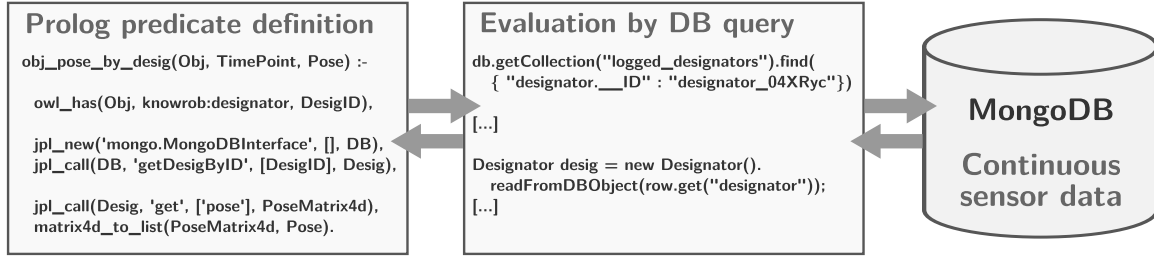 Prolog predicate definition
obj_pose_by_desig(Obj, TimePoint, Pose) :-
owl_has(Obj, knowrob:designator, DesigID),
jpl_new('mongo.MongoDBInterface', [], DB),
jpl_call(DB, 'getDesigByID', [DesigID], Desig),
jpl_call(Desig, 'get', ['pose'], PoseMatrix4d),
matrix4d_to_list(PoseMatrix4d, Pose).
Evaluation by DB query
db.getCollection("logged_designators").find(
{ "designator.__ID" : "designator_04XRyc"})
[...]
Designator desig = new Designator().
readFromDBObject(row.get("designator"));
[...]
MongoDB
Continuous
sensor data